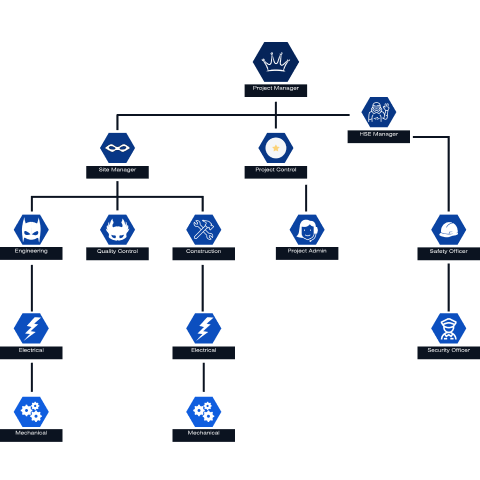 Project Manager
HSE Manager
Site Manager
Project Control
Engineering
Quality Control
Construction
Project Admin
Safety Officer
Electrical
Electrical
Security Officer
Mechanical
Mechanical